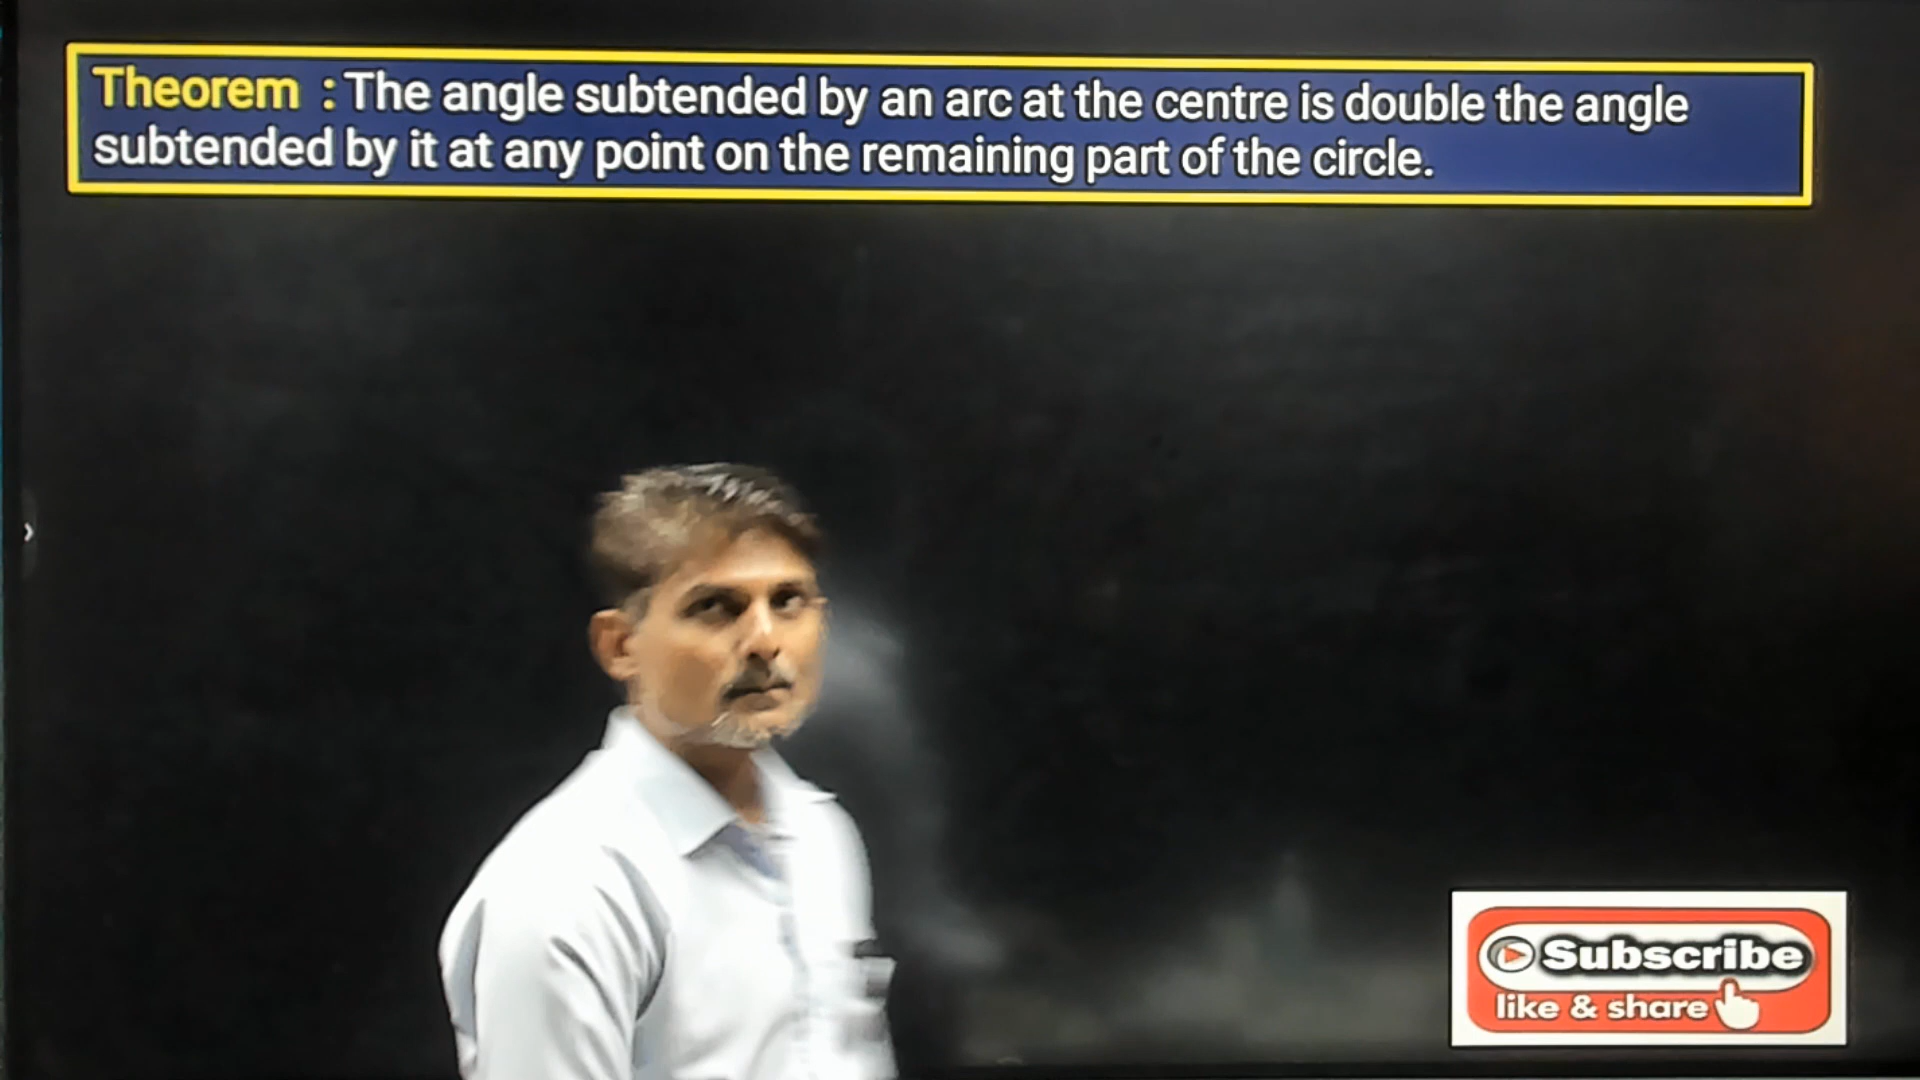 Theorem : The angle subtended by an arc at the centre is double the angle
subtended by it at any point on the remaining part of the circle.
Subscribe
like & share